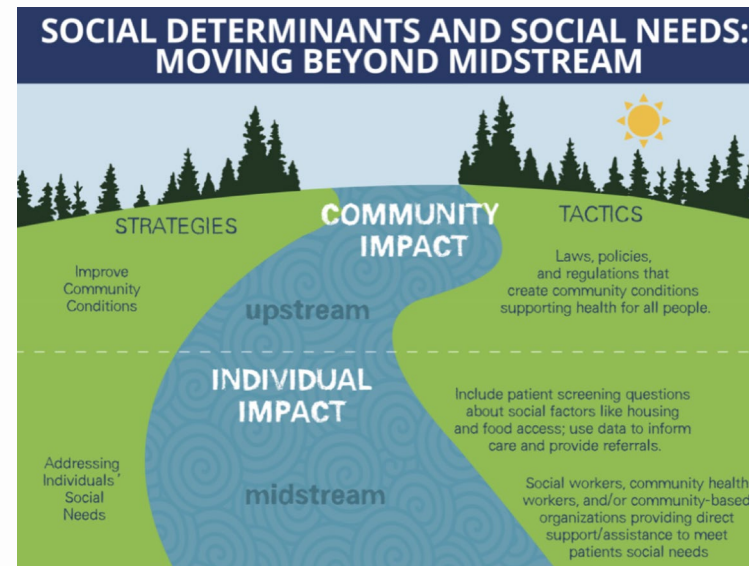 SOCIAL DETERMINANTS AND SOCIAL NEEDS:
MOVING BEYOND MIDSTREAM
STRATEGIES
COMMUNITY
IMPACT
TACTICS
Improve
Community
Conditions
upstream
Laws, policies,
and regulations that
create community conditions
supporting health for all people.
INDIVIDUAL
IMPACT
Addressing
Individuals'
Social
Needs
midstream
Include patient screening questions
about social factors like housing
and food access; use data to inform
care and provide referrals.
Social workers, community health
workers, and/or community-based
organizations providing direct
support/assistance to meet
patients social needs